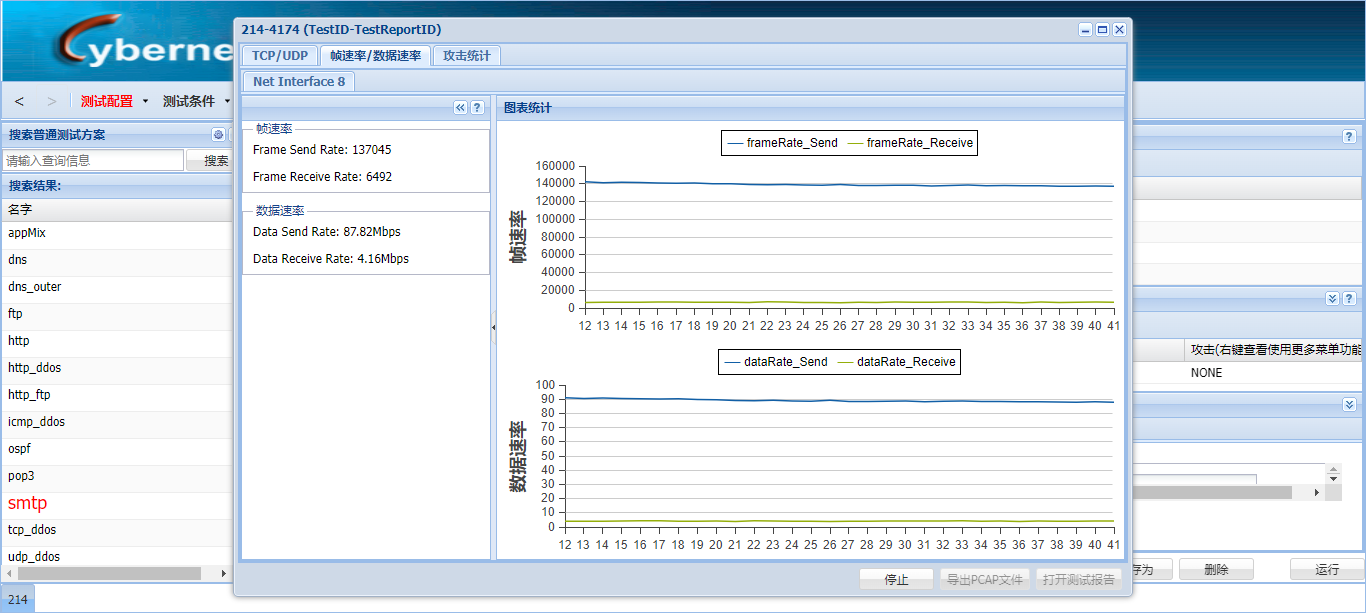 Cyberne
214-4174 (TestID-TestReportID)
TCP/UDP 帧速率/数据速率 攻击统计
Net Interface 8
< > 测试配置 测试条件
搜索普通测试方案
请输入查询信息 搜索
搜索结果:
名字
appMix
dns
dns_outer
ftp
http
http_ddos
http_ftp
icmp_ddos
ospf
pop3
smtp
tcp_ddos
udp_ddos
214
帧速率
Frame Send Rate: 137045
Frame Receive Rate: 6492
数据速率
Data Send Rate: 87.82Mbps
Data Receive Rate: 4.16Mbps
图表统计
frameRate_Send frameRate_Receive
帧速率
160000
140000
120000
100000
80000
60000
40000
20000
0
12 13 14 15 16 17 18 19 20 21 22 23 24 25 26 27 28 29 30 31 32 33 34 35 36 37 38 39 40 41
dataRate_Send dataRate_Receive
数据速率
100
90
80
70
60
50
40
30
20
10
0
12 13 14 15 16 17 18 19 20 21 22 23 24 25 26 27 28 29 30 31 32 33 34 35 36 37 38 39 40 41
停止 导出PCAP文件 打开测试报告
攻击(右键查看使用更多菜单功能
NONE
存为 删除 运行